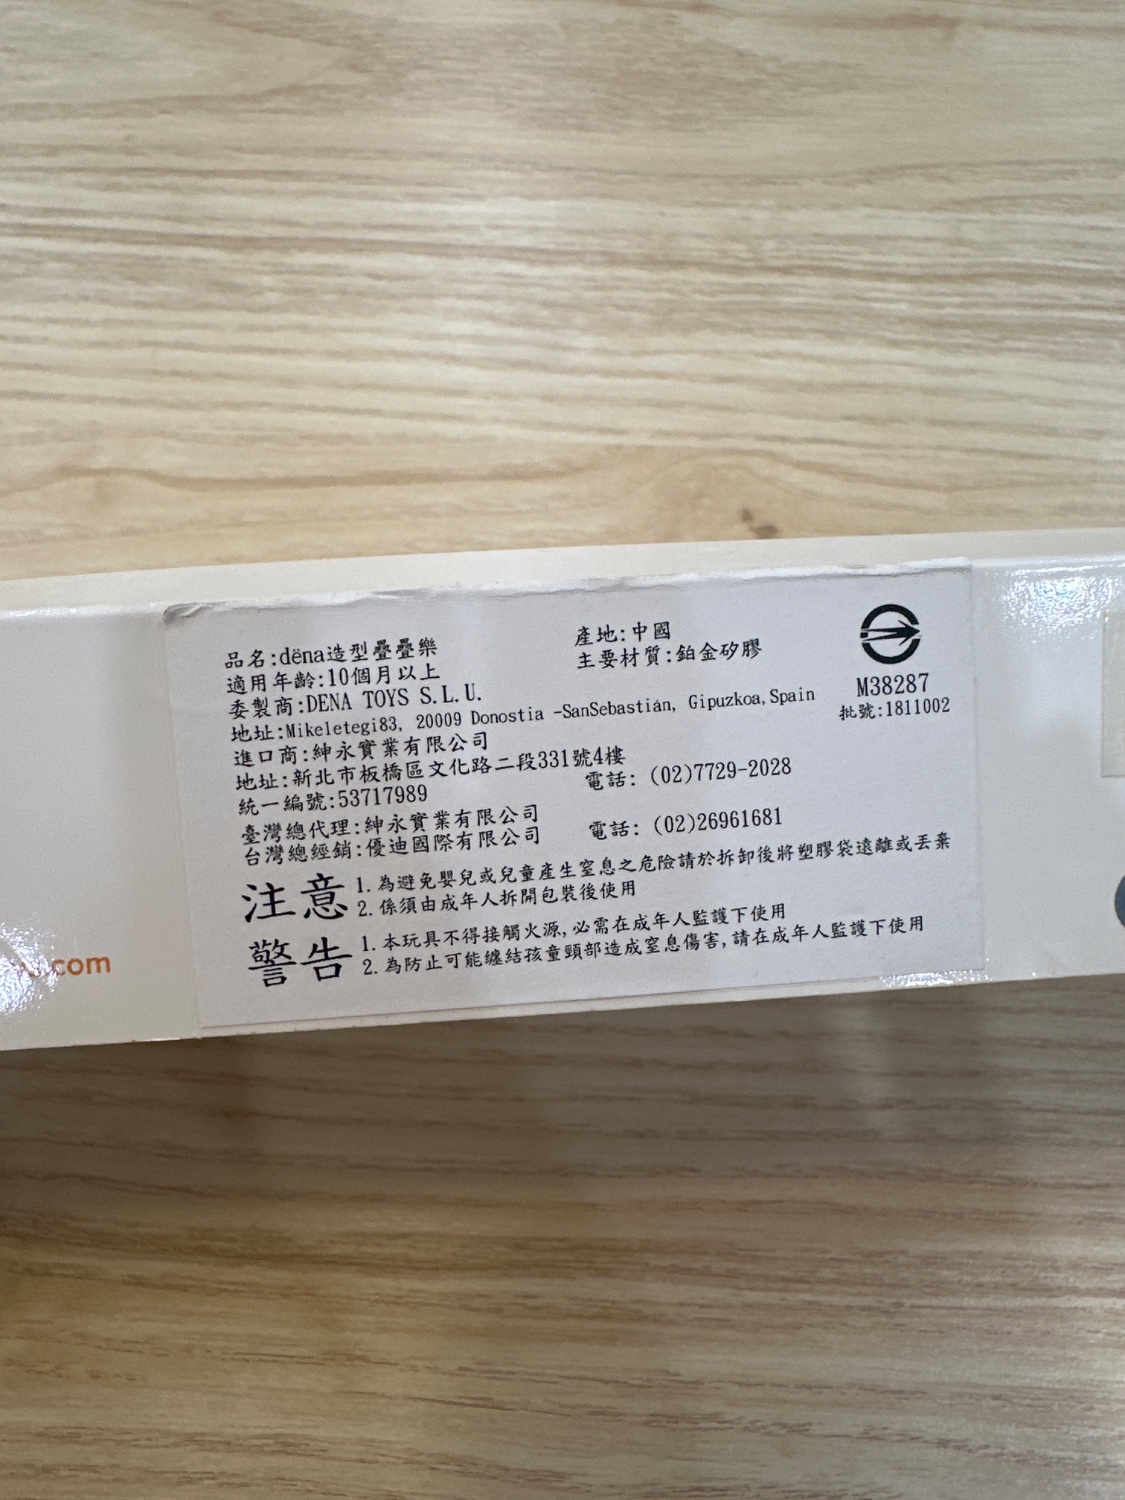 品名:dëna造型疊疊樂
產地:中國
適用年齡:10個月以上
主要材質:鉑金矽膠
委製商:DENA TOYS S.L.U.
地址:Mikeletegi83, 20009 Donostia -SanSebastián, Gipuzkoa,Spain
M38287
批號:1811002
進口商:紳永實業有限公司
地址:新北市板橋區文化路二段331號4樓
統一編號:53717989
電話: (02)7729-2028
臺灣總代理:紳永實業有限公司
台灣總經銷:優迪國際有限公司
電話: (02)26961681
注意 1.為避免嬰兒或兒童產生窒息之危險請於拆卸後將塑膠袋遠離或丟棄
2.係須由成年人拆開包裝後使用
警告 1.本玩具不得接觸火源,必需在成年人監護下使用
2.為防止可能纏結孩童頸部造成窒息傷害,請在成年人監護下使用
.com